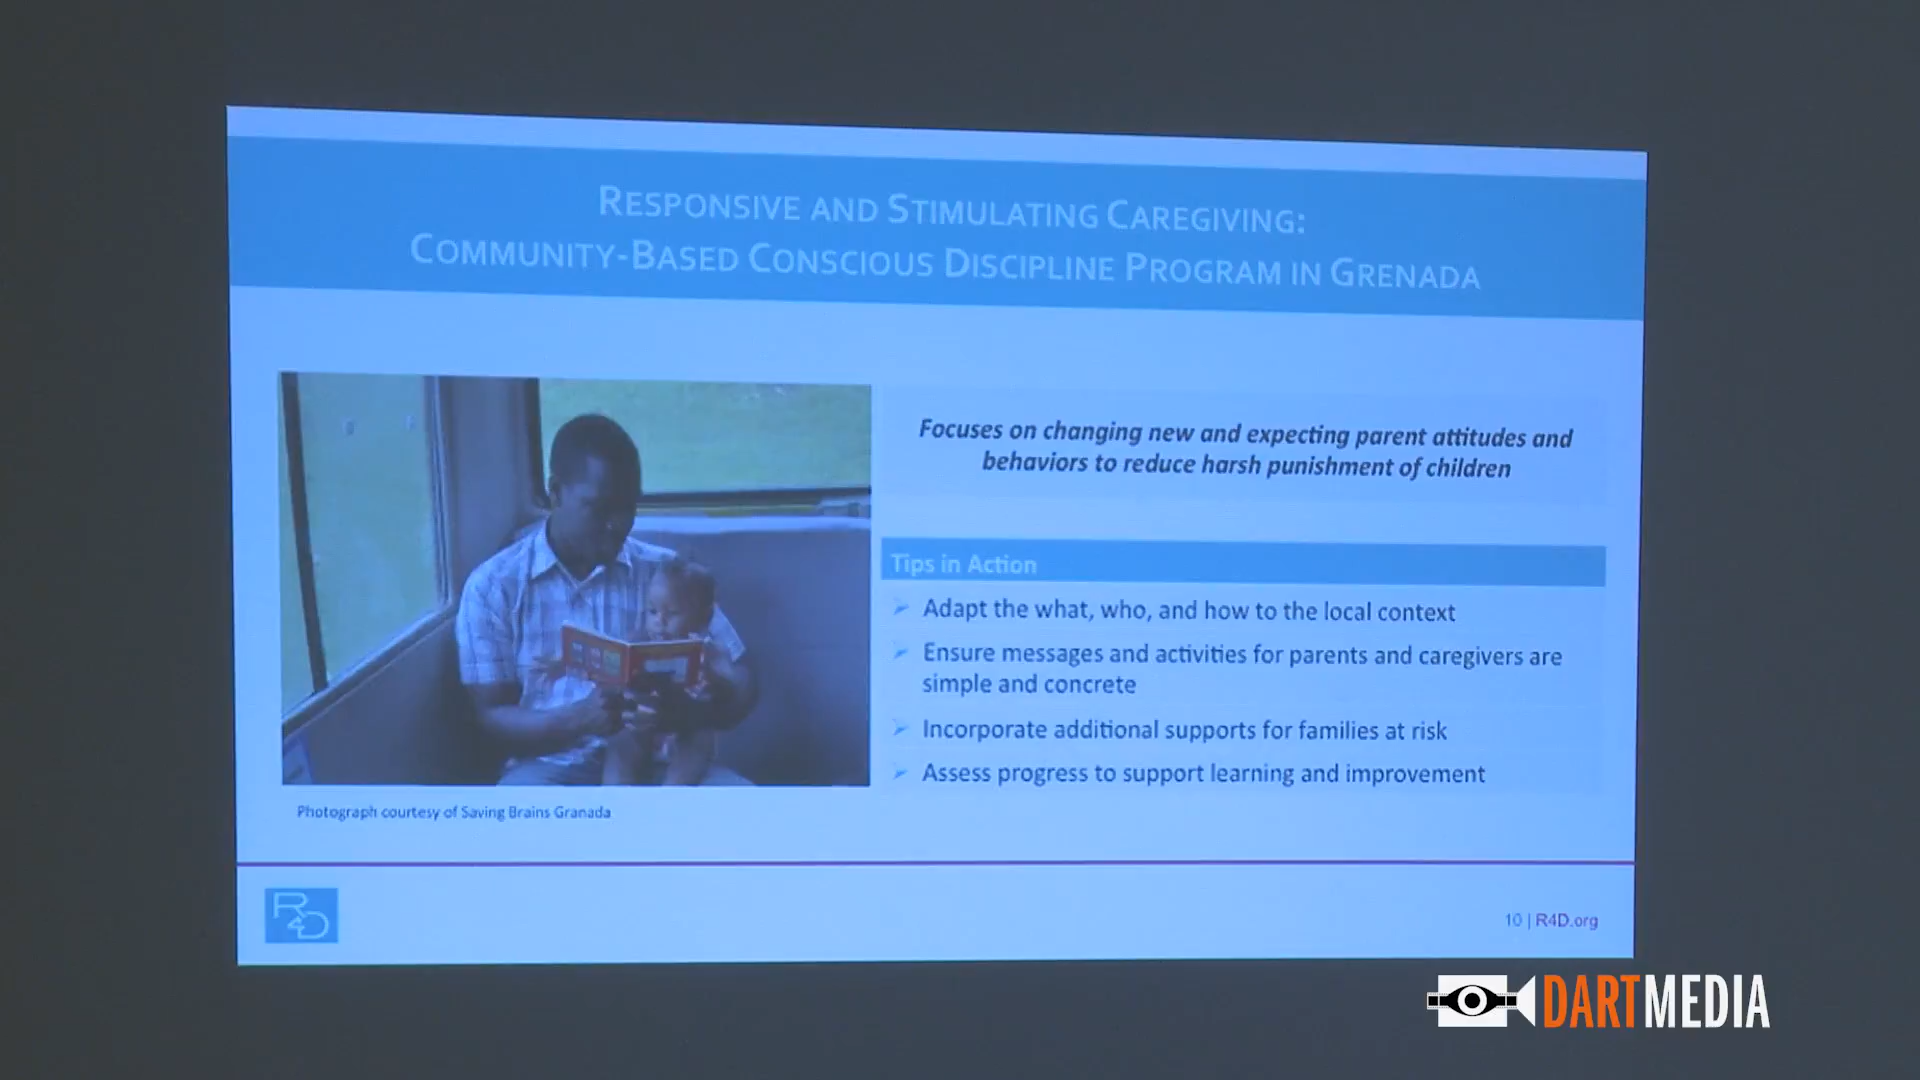 RESPONSIVE AND STIMULATING CAREGIVING:
COMMUNITY-BASED CONSCIOUS DISCIPLINE PROGRAM IN GRENADA
Focuses on changing new and expecting parent attitudes and
behaviors to reduce harsh punishment of children
Tips in Action
Adapt the what, who, and how to the local context
Ensure messages and activities for parents and caregivers are
simple and concrete
Incorporate additional supports for families at risk
Assess progress to support learning and improvement
Photograph courtesy of Saving Brains Granada
R4D
10 | R4D.org
DARTMEDIA